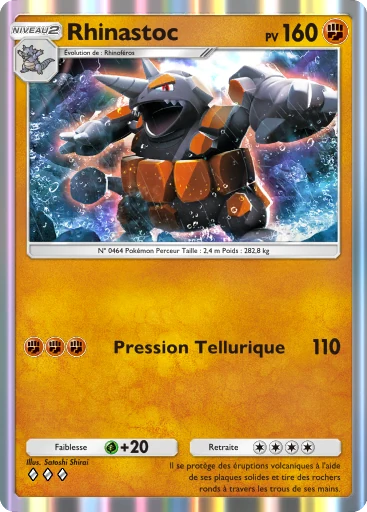 NIVEAU 2
Rhinastoc
PV 160
Évolution de : Rhinoféros
N° 0464 Pokémon Perceur Taille : 2,4 m Poids : 282,8 kg
Pression Tellurique 110
Faiblesse +20
Retraite
Illus. Satoshi Shirai
Il se protège des éruptions volcaniques à l'aide
de ses plaques solides et tire des rochers
ronds à travers les trous de ses mains.